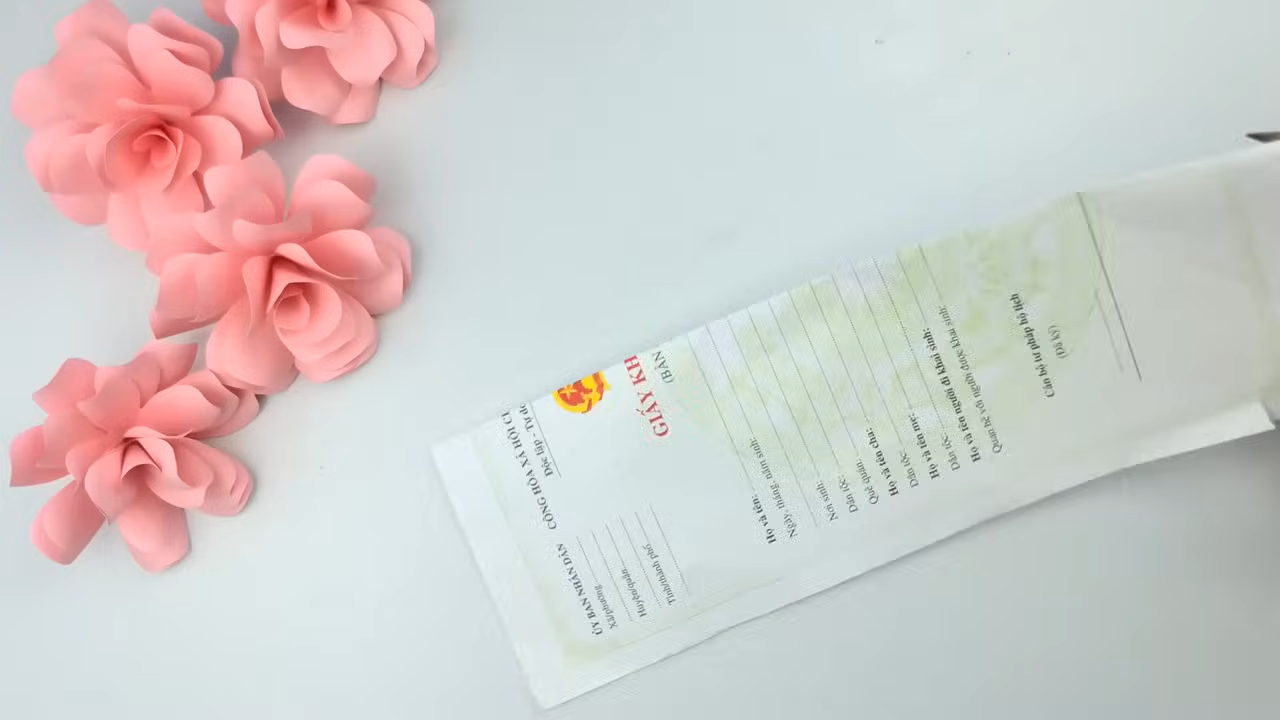 ỦY BAN NHÂN DÂN
Xã/phường
Huyện/quận
Tỉnh/thành phố
CỘNG HÒA XÃ HỘI
Độc lập - Tự do
GIẤY KH
(BẢN
Họ và tên:
Ngày, tháng, năm sinh:
Nơi sinh:
Dân tộc:
Quê quán:
Họ và tên cha:
Dân tộc:
Họ và tên mẹ:
Dân tộc:
Họ và tên người đi khai sinh:
Quan hệ với người được khai sinh:
Cán bộ tư pháp hộ tịch
(Đã ký)